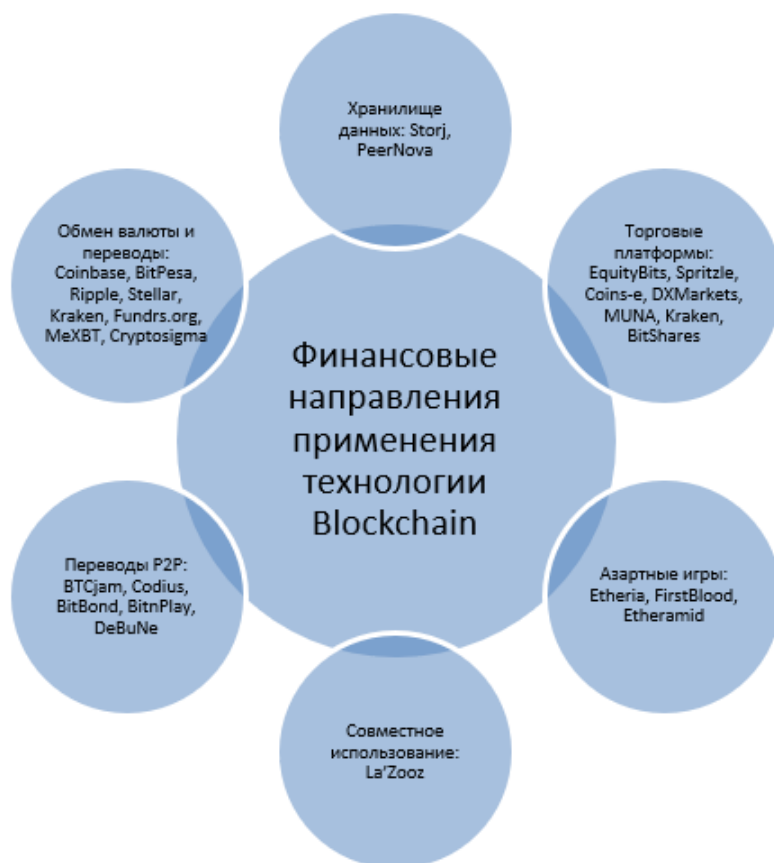 Хранилище
данных: Storj,
PeerNova
Обмен валюты и
переводы:
Coinbase, BitPesa,
Ripple, Stellar,
Kraken, Fundrs.org,
MeXBT, Cryptosigma
Торговые
платформы:
EquityBits, Spritzle,
Coins-e, DXMarkets,
MUNA, Kraken,
BitShares
Финансовые
направления
применения
технологии
Blockchain
Переводы P2P:
BTCjam, Codius,
BitBond, BitnPlay,
DeBuNe
Азартные игры:
Etheria, FirstBlood,
Etheramid
Совместное
использование:
La'Zooz